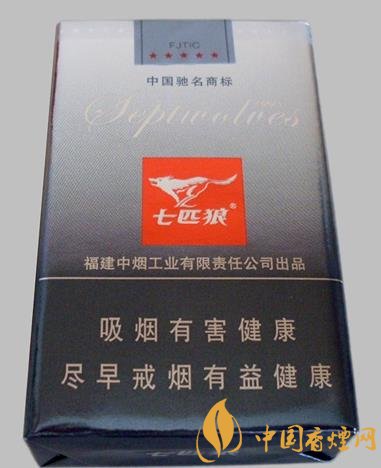 FJTIC
中国驰名商标
Septwolves
七匹狼®
福建中烟工业有限责任公司出品
吸烟有害健康
尽早戒烟有益健康
中国香烟网